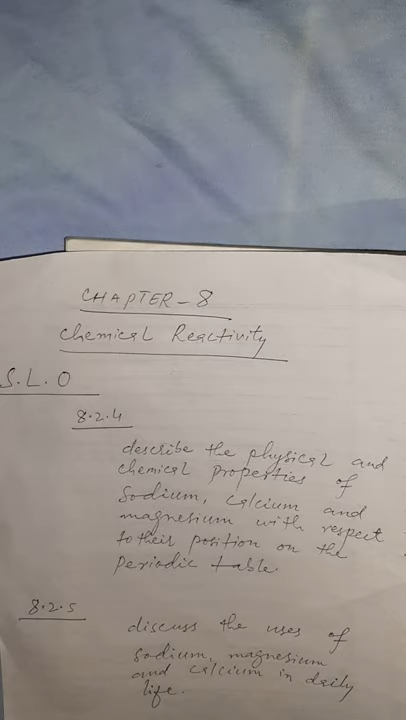 CHAPTER - 8
Chemical Reactivity
S.L.O
8.2.4
describe the physical and
chemical properties of
Sodium, Calcium and
magnesium with respect
to their position on the
Periodic table.
8.2.5
discuss the uses of
Sodium, magnesium
and calcium in daily
life.